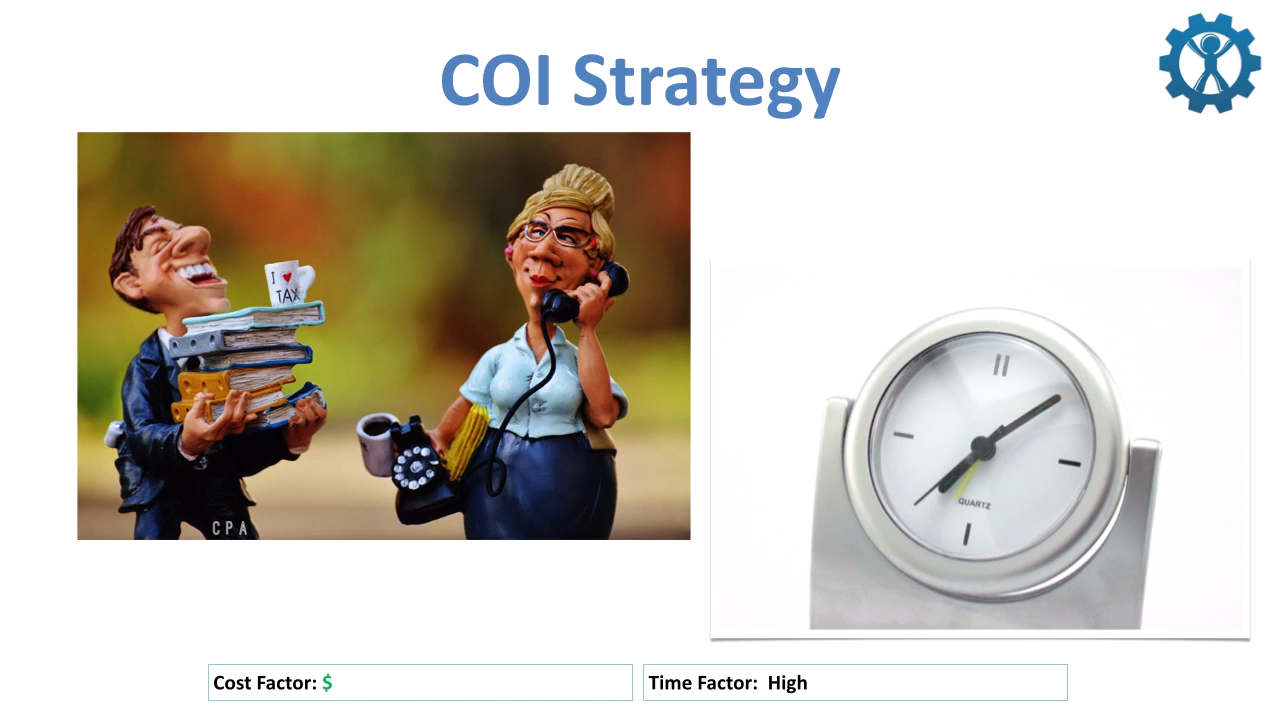 COI Strategy
I ♥
TAX
CPA
QUARTZ
Cost Factor: $
Time Factor:  High